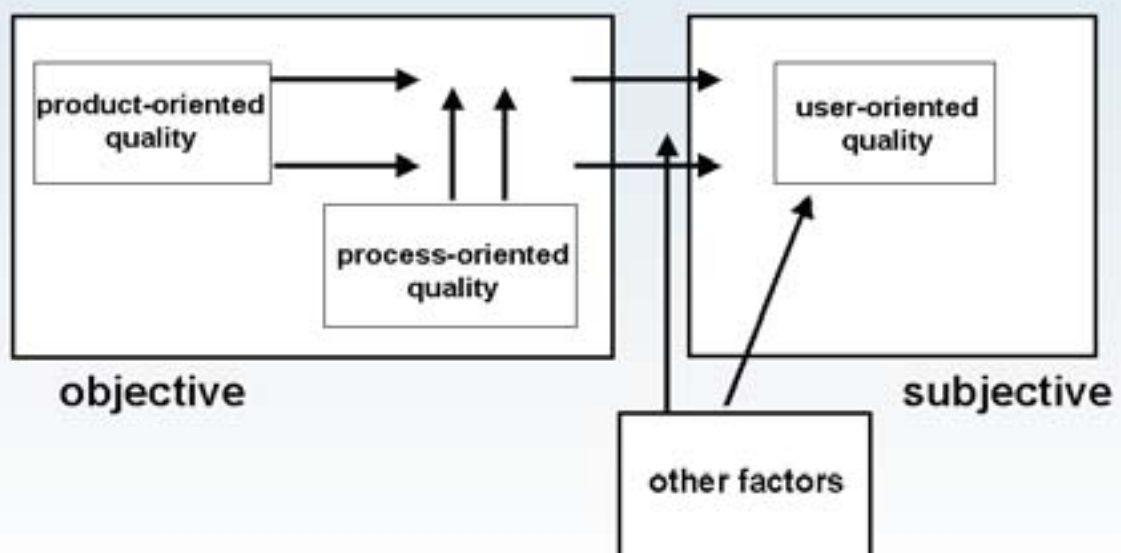 product-oriented
quality
user-oriented
quality
process-oriented
quality
objective
subjective
other factors